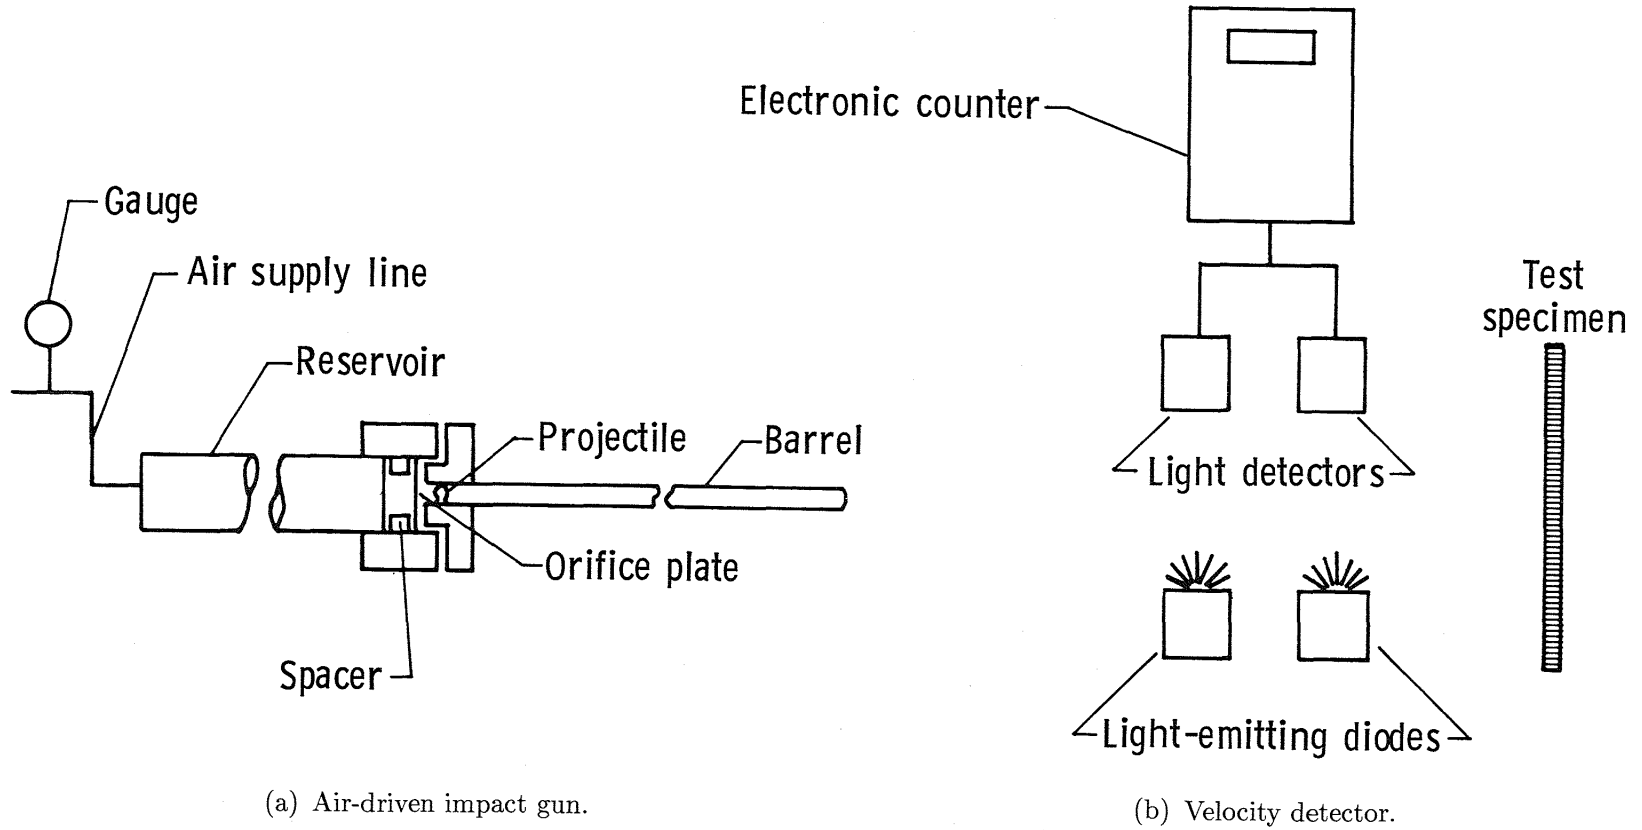 Gauge
Air supply line
Reservoir
Projectile
Barrel
Orifice plate
Spacer
(a) Air-driven impact gun.
Electronic counter
Test
specimen
Light detectors
Light-emitting diodes
(b) Velocity detector.